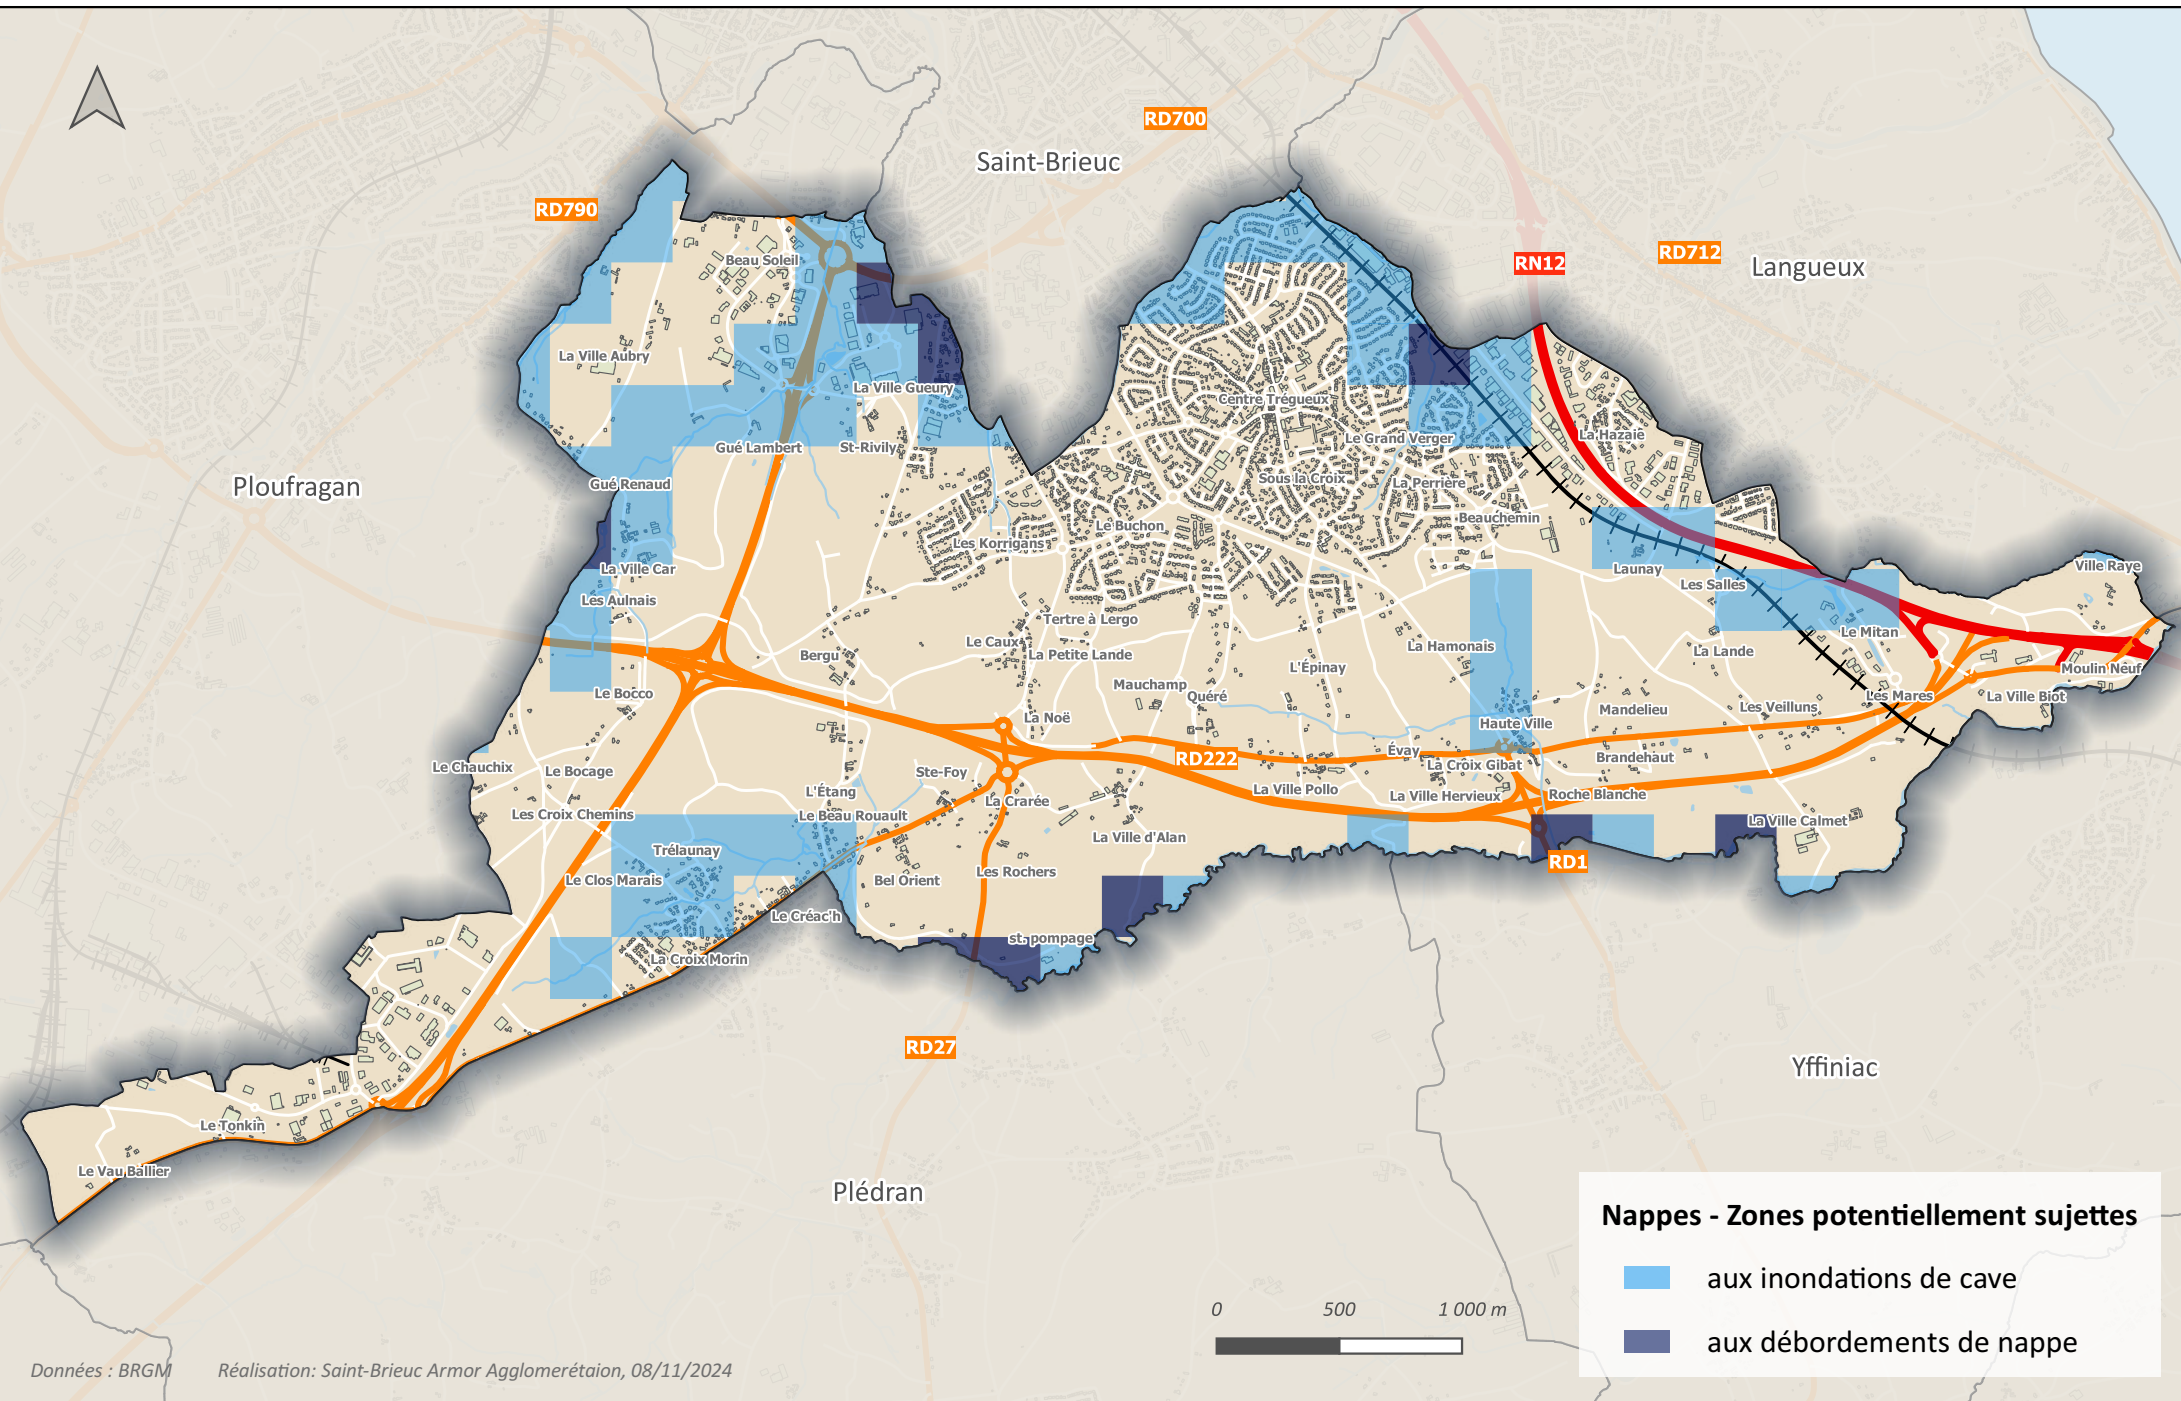 RD700
Saint-Brieuc
RD790
RN12
RD712
Langueux
Beau Soleil
La Ville Aubry
La Ville Gueury
Centre Trégueux
Gué Lambert
St-Rivily
Le Grand Verger
La Hazaie
Ploufragan
Gué Renaud
Sous la Croix
La Perrière
Le Buchon
Beauchemin
Les Korrigans
La Ville Car
Launay
Ville Raye
Les Salles
Les Aulnais
Tertre à Lergo
Le Mitan
Le Caux
La Petite Lande
La Hamonais
La Lande
Bergu
L'Épinay
Moulin Neuf
Le Bocco
Mauchamp
Quéré
Les Mares
La Ville Biot
La Noë
Mandelieu
Les Veilluns
Haute Ville
RD222
Évay
Le Chauchix
Le Bocage
Ste-Foy
La Croix Gibat
Brandehaut
L'Étang
La Crarée
La Ville Pollo
La Ville Hervieux
Roche Blanche
Les Croix Chemins
Le Beau Rouault
La Ville d'Alan
La Ville Calmet
Trélaunay
RD1
Le Clos Marais
Bel Orient
Les Rochers
Le Créac'h
st. pompage
La Croix Morin
RD27
Yffiniac
Le Tonkin
Le Vau Ballier
Plédran
Nappes - Zones potentiellement sujettes
aux inondations de cave
aux débordements de nappe
0 500 1 000 m
Données : BRGM Réalisation: Saint-Brieuc Armor Agglomerétaion, 08/11/2024